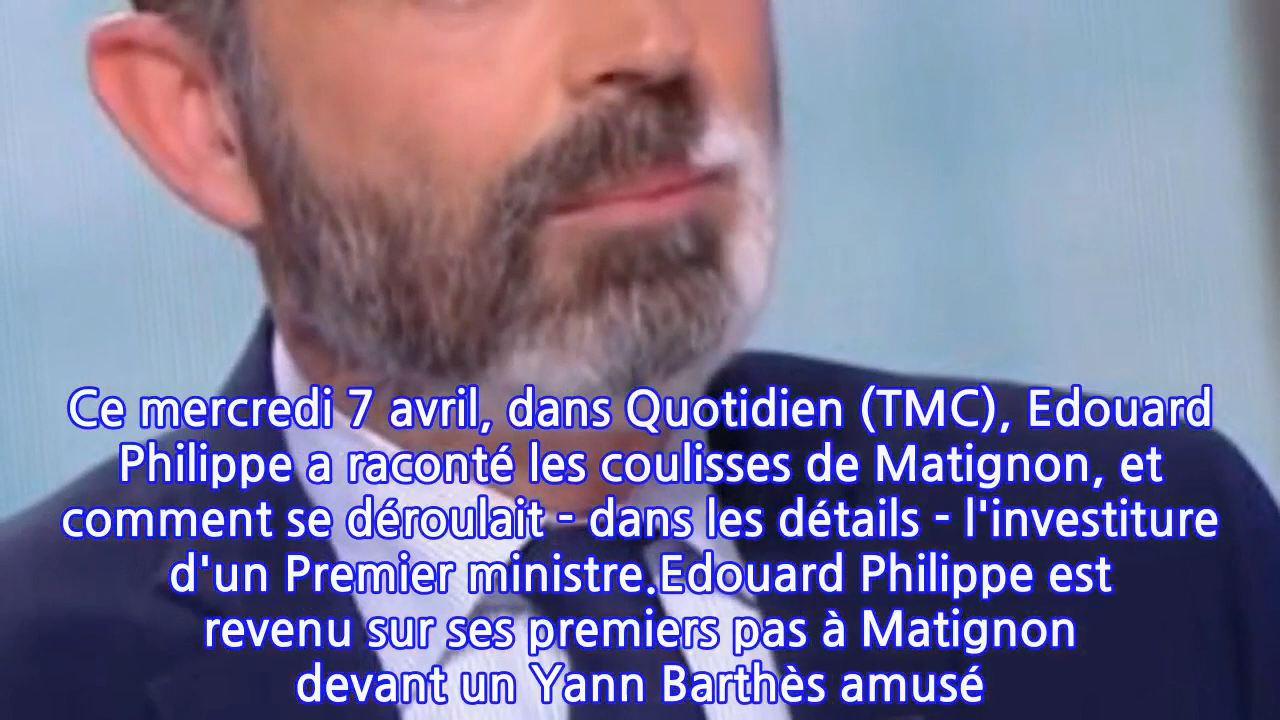 Ce mercredi 7 avril, dans Quotidien (TMC), Edouard
Philippe a raconté les coulisses de Matignon, et
comment se déroulait - dans les détails - l'investiture
d'un Premier ministre.Edouard Philippe est
revenu sur ses premiers pas à Matignon
devant un Yann Barthès amusé